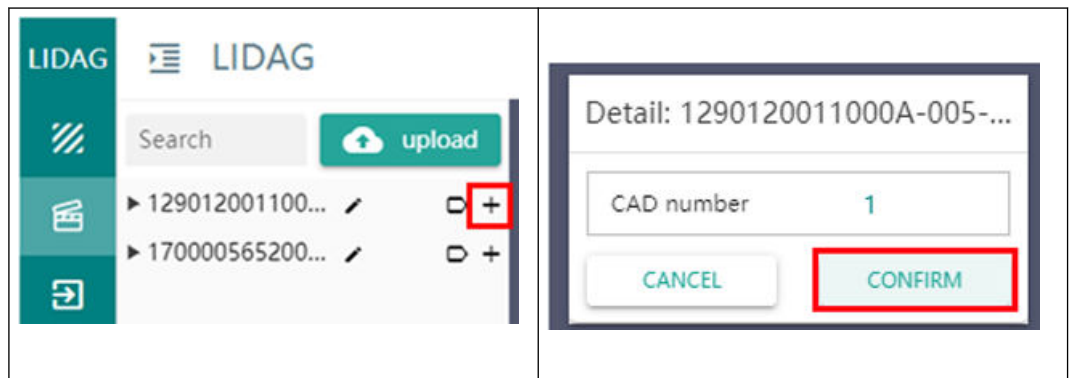 LIDAG
LIDAG
Search
upload
129012001100...
170000565200...
Detail: 1290120011000A-005-...
CAD number 1
CANCEL
CONFIRM